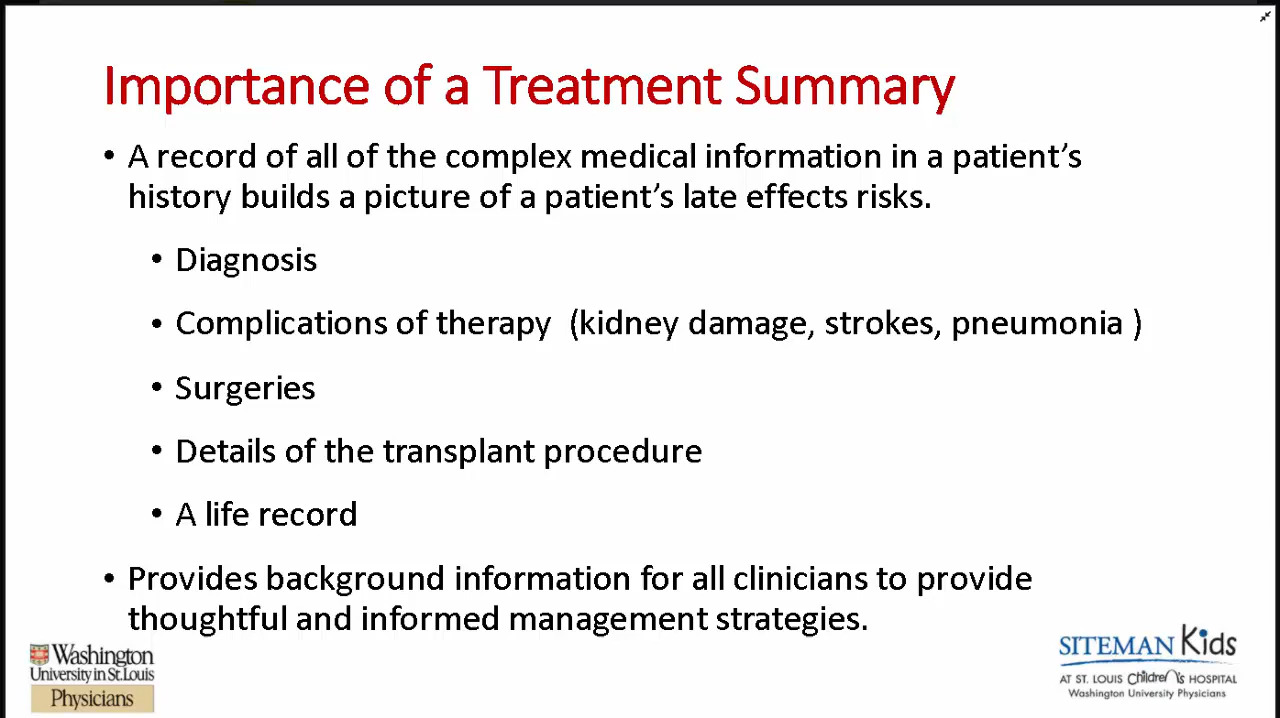 Importance of a Treatment Summary
• A record of all of the complex medical information in a patient’s
history builds a picture of a patient’s late effects risks.
• Diagnosis
• Complications of therapy  (kidney damage, strokes, pneumonia )
• Surgeries
• Details of the transplant procedure
• A life record
• Provides background information for all clinicians to provide
thoughtful and informed management strategies.
Washington
University in St. Louis
Physicians
SITEMAN Kids
AT ST. LOUIS Children's HOSPITAL
Washington University Physicians